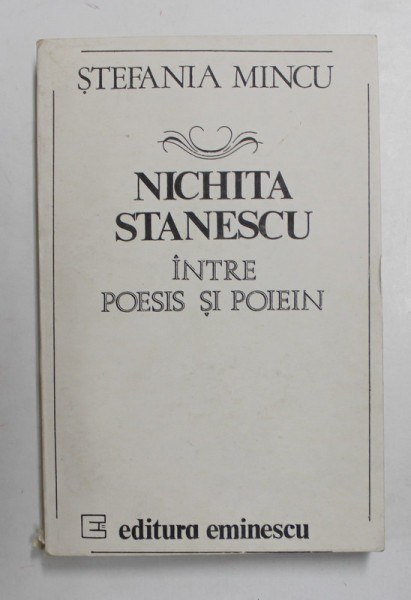 ȘTEFANIA MINCU
NICHITA
STANESCU
ÎNTRE
POESIS ȘI POIEIN
editura eminescu